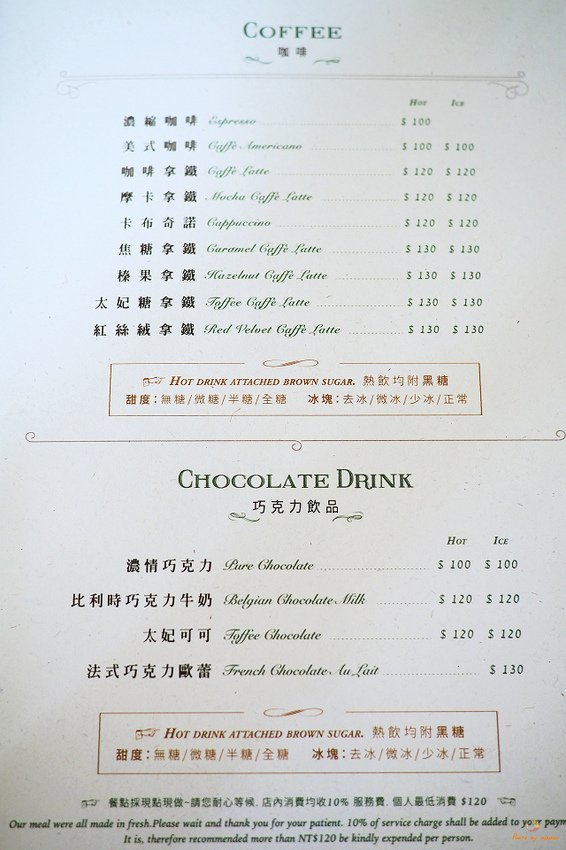 COFFEE
咖啡
HOT ICE
濃縮咖啡 Espresso $ 100
美式咖啡 Caffè Americano $ 100 $ 100
咖啡拿鐵 Caffè Latte $ 120 $ 120
摩卡拿鐵 Mocha Caffè Latte $ 120 $ 120
卡布奇諾 Cappuccino $ 120 $ 120
焦糖拿鐵 Caramel Caffè Latte $ 130 $ 130
榛果拿鐵 Hazelnut Caffè Latte $ 130 $ 130
太妃糖拿鐵 Toffee Caffè Latte $ 130 $ 130
紅絲絨拿鐵 Red Velvet Caffè Latte $ 130 $ 130
HOT DRINK ATTACHED BROWN SUGAR. 熱飲均附黑糖
甜度：無糖/微糖/半糖/全糖 冰塊：去冰/微冰/少冰/正常
CHOCOLATE DRINK
巧克力飲品
HOT ICE
濃情巧克力 Pure Chocolate $ 100 $ 100
比利時巧克力牛奶 Belgian Chocolate Milk $ 120 $ 120
太妃可可 Toffee Chocolate $ 120 $ 120
法式巧克力歐蕾 French Chocolate Au Lait $ 130
HOT DRINK ATTACHED BROWN SUGAR. 熱飲均附黑糖
甜度：無糖/微糖/半糖/全糖 冰塊：去冰/微冰/少冰/正常
餐點採現點現做~請您耐心等候. 店內消費均收10% 服務費. 個人最低消費 $120
Our meal were all made in fresh.Please wait and thank you for your patient. 10% of service charge shall be added to your paym
It is, therefore recommended more than NT$120 be kindly expended per person.